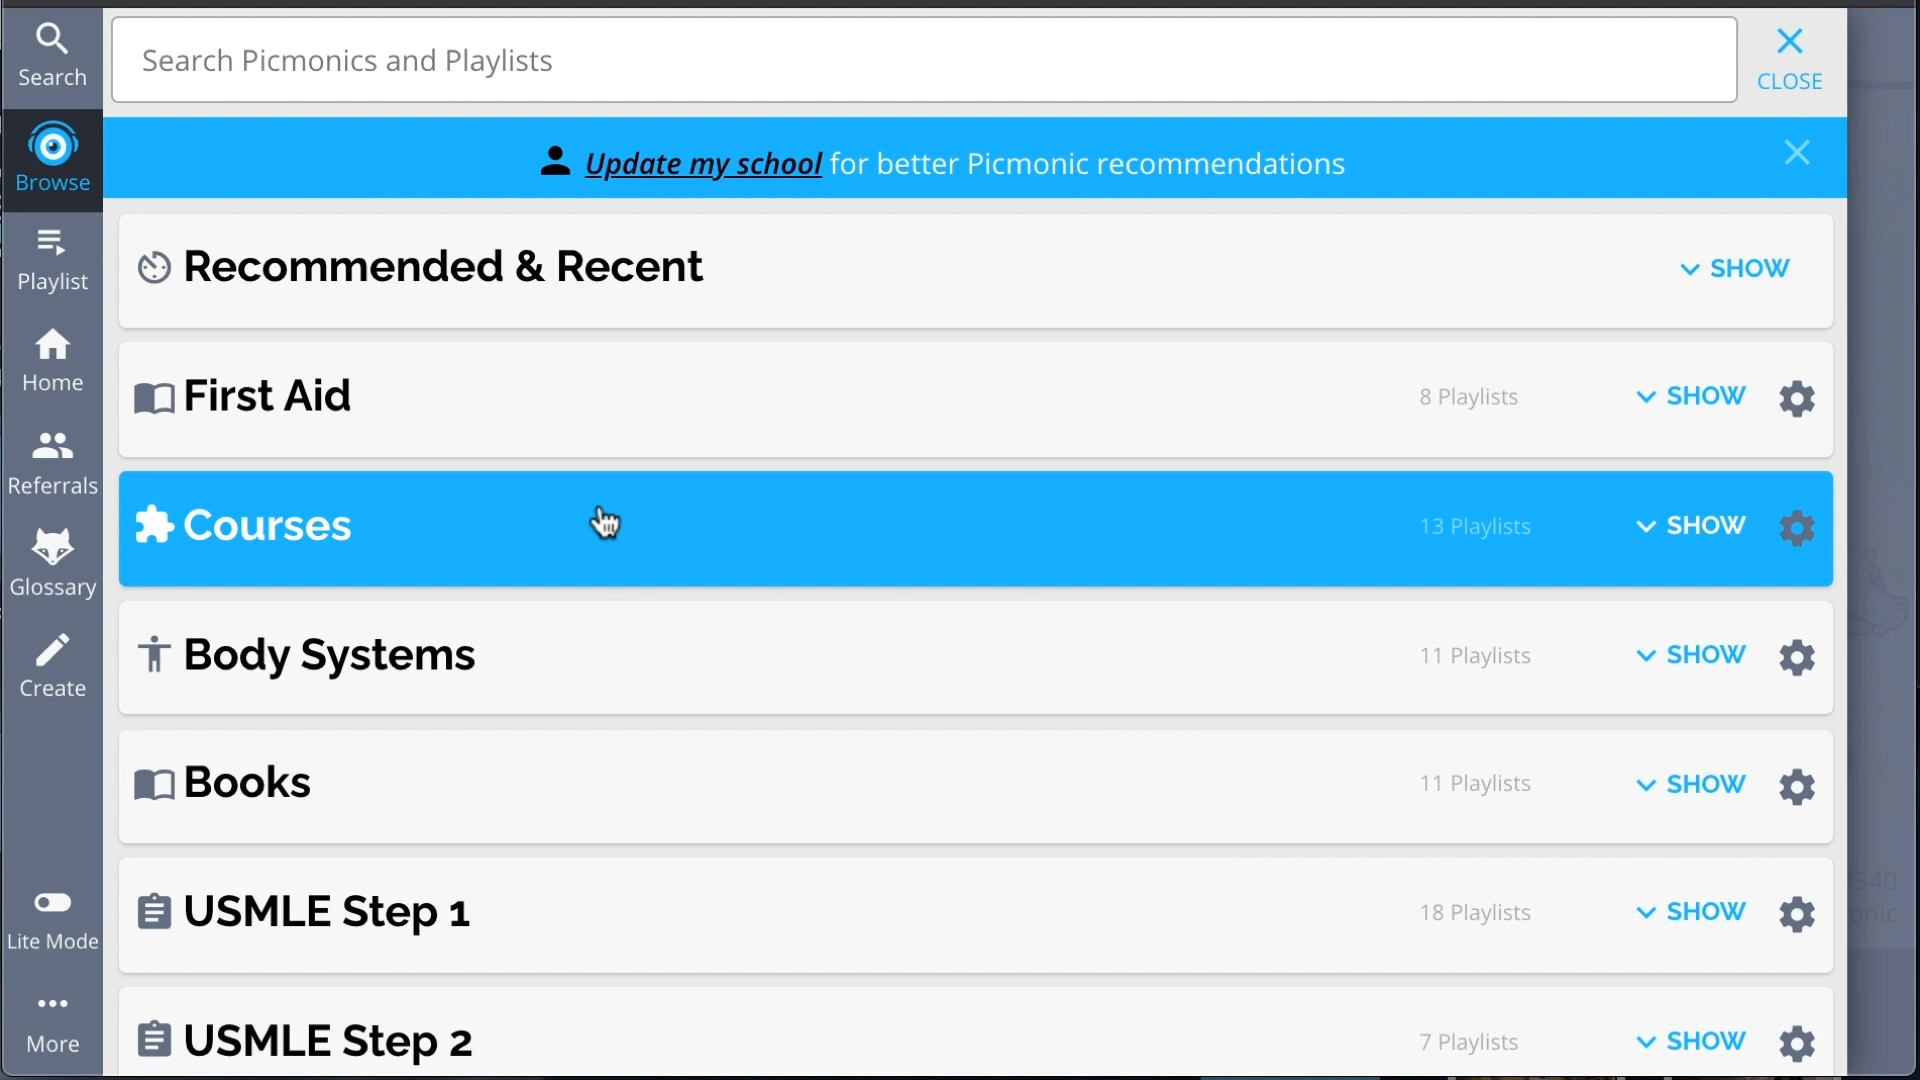 Search
Search Picmonics and Playlists
CLOSE
Browse
Update my school for better Picmonic recommendations
Playlist
Recommended & Recent
SHOW
Home
First Aid
8 Playlists
SHOW
Referrals
Courses
13 Playlists
SHOW
Glossary
Create
Body Systems
11 Playlists
SHOW
Books
11 Playlists
SHOW
Lite Mode
USMLE Step 1
18 Playlists
SHOW
340
onic
More
USMLE Step 2
7 Playlists
SHOW